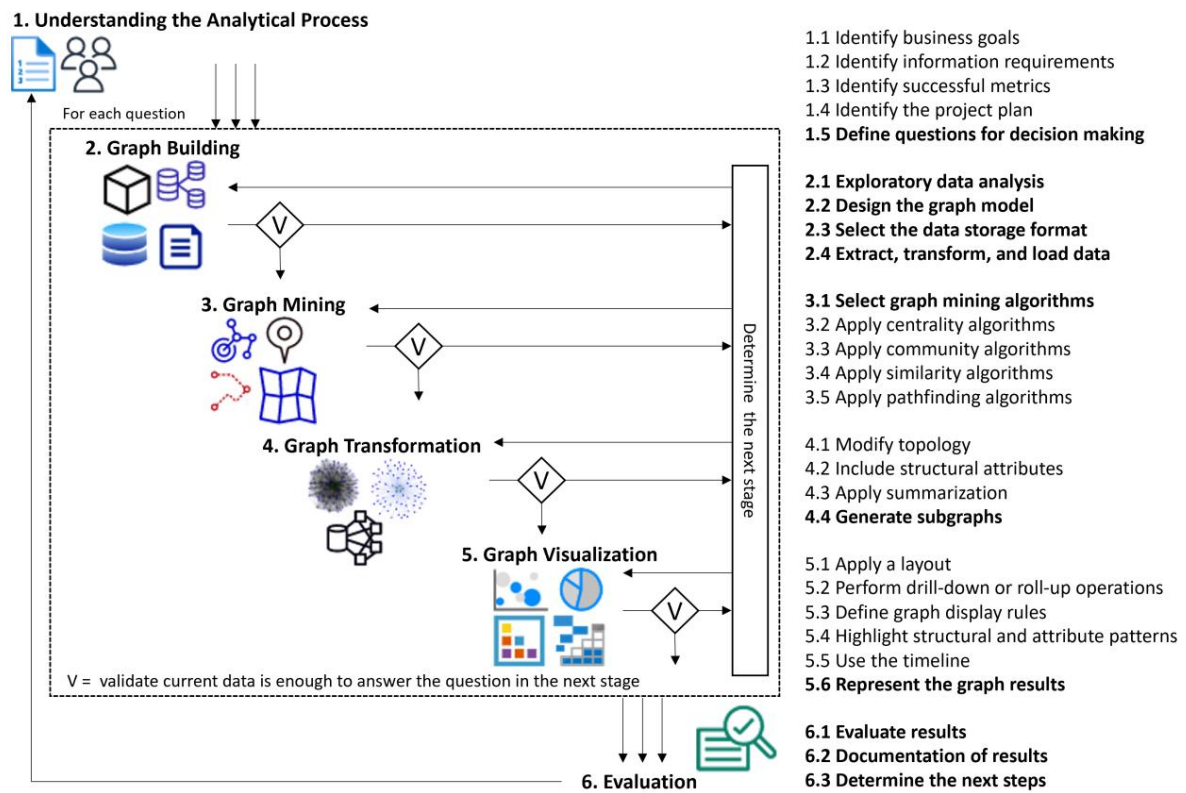 1. Understanding the Analytical Process
1
2
3
For each question
2. Graph Building
V
3. Graph Mining
V
4. Graph Transformation
V
5. Graph Visualization
V
Determine the next stage
V = validate current data is enough to answer the question in the next stage
6. Evaluation
1.1 Identify business goals
1.2 Identify information requirements
1.3 Identify successful metrics
1.4 Identify the project plan
1.5 Define questions for decision making
2.1 Exploratory data analysis
2.2 Design the graph model
2.3 Select the data storage format
2.4 Extract, transform, and load data
3.1 Select graph mining algorithms
3.2 Apply centrality algorithms
3.3 Apply community algorithms
3.4 Apply similarity algorithms
3.5 Apply pathfinding algorithms
4.1 Modify topology
4.2 Include structural attributes
4.3 Apply summarization
4.4 Generate subgraphs
5.1 Apply a layout
5.2 Perform drill-down or roll-up operations
5.3 Define graph display rules
5.4 Highlight structural and attribute patterns
5.5 Use the timeline
5.6 Represent the graph results
6.1 Evaluate results
6.2 Documentation of results
6.3 Determine the next steps